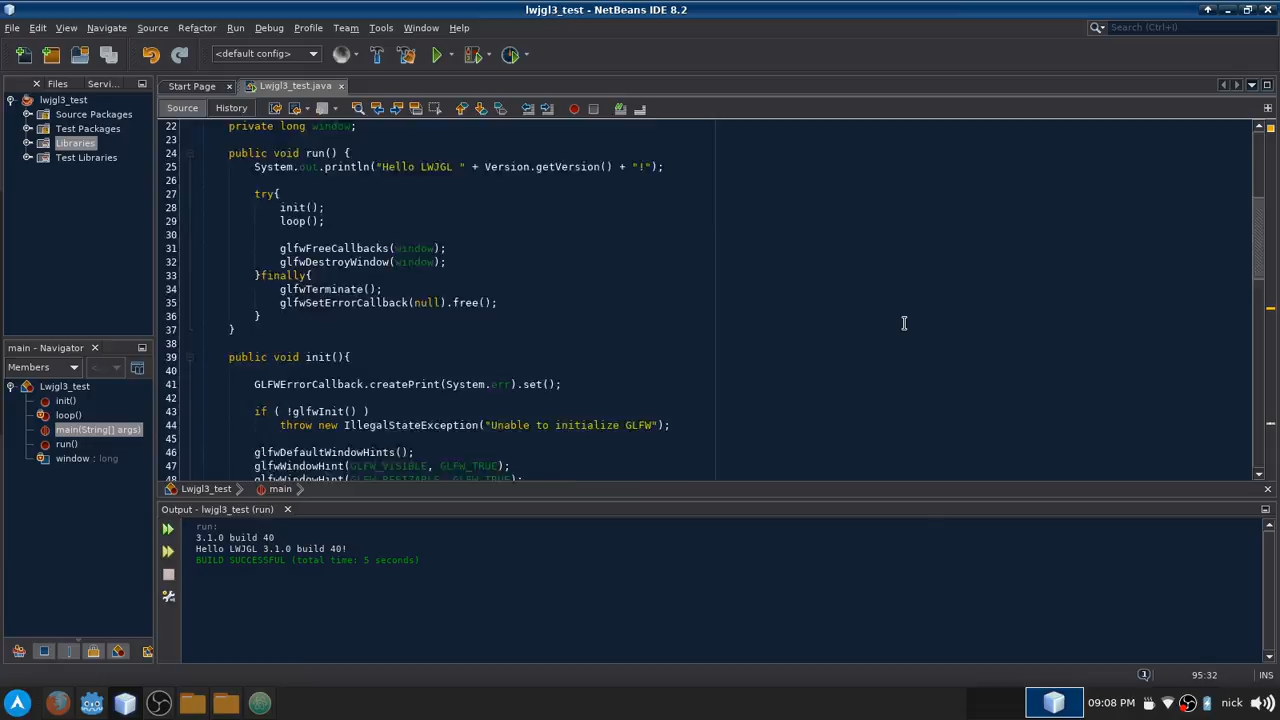 lwjgl3_test - NetBeans IDE 8.2
File Edit View Navigate Source Refactor Run Debug Profile Team Tools Window Help
Search (Ctrl+I)
<default config>
Files Servi...
Start Page Lwjgl3_test.java
lwjgl3_test
Source Packages
Test Packages
Libraries
Test Libraries
Source History
22 private long window;
23
24 public void run() {
25 System.out.println("Hello LWJGL " + Version.getVersion() + "!");
26
27 try{
28 init();
29 loop();
30
31 glfwFreeCallbacks(window);
32 glfwDestroyWindow(window);
33 }finally{
34 glfwTerminate();
35 glfwSetErrorCallback(null).free();
36 }
37 }
38
39 public void init(){
40
41 GLFWErrorCallback.createPrint(System.err).set();
42
43 if ( !glfwInit() )
44 throw new IllegalStateException("Unable to initialize GLFW");
45
46 glfwDefaultWindowHints();
47 glfwWindowHint(GLFW_VISIBLE, GLFW_TRUE);
48 glfwWindowHint(GLFW_RESIZABLE, GLFW_TRUE);
main - Navigator
Members
Lwjgl3_test
init()
loop()
main(String[] args)
run()
window : long
Lwjgl3_test main
Output - lwjgl3_test (run)
run:
3.1.0 build 40
Hello LWJGL 3.1.0 build 40!
BUILD SUCCESSFUL (total time: 5 seconds)
1 95:32 INS
09:08 PM nick